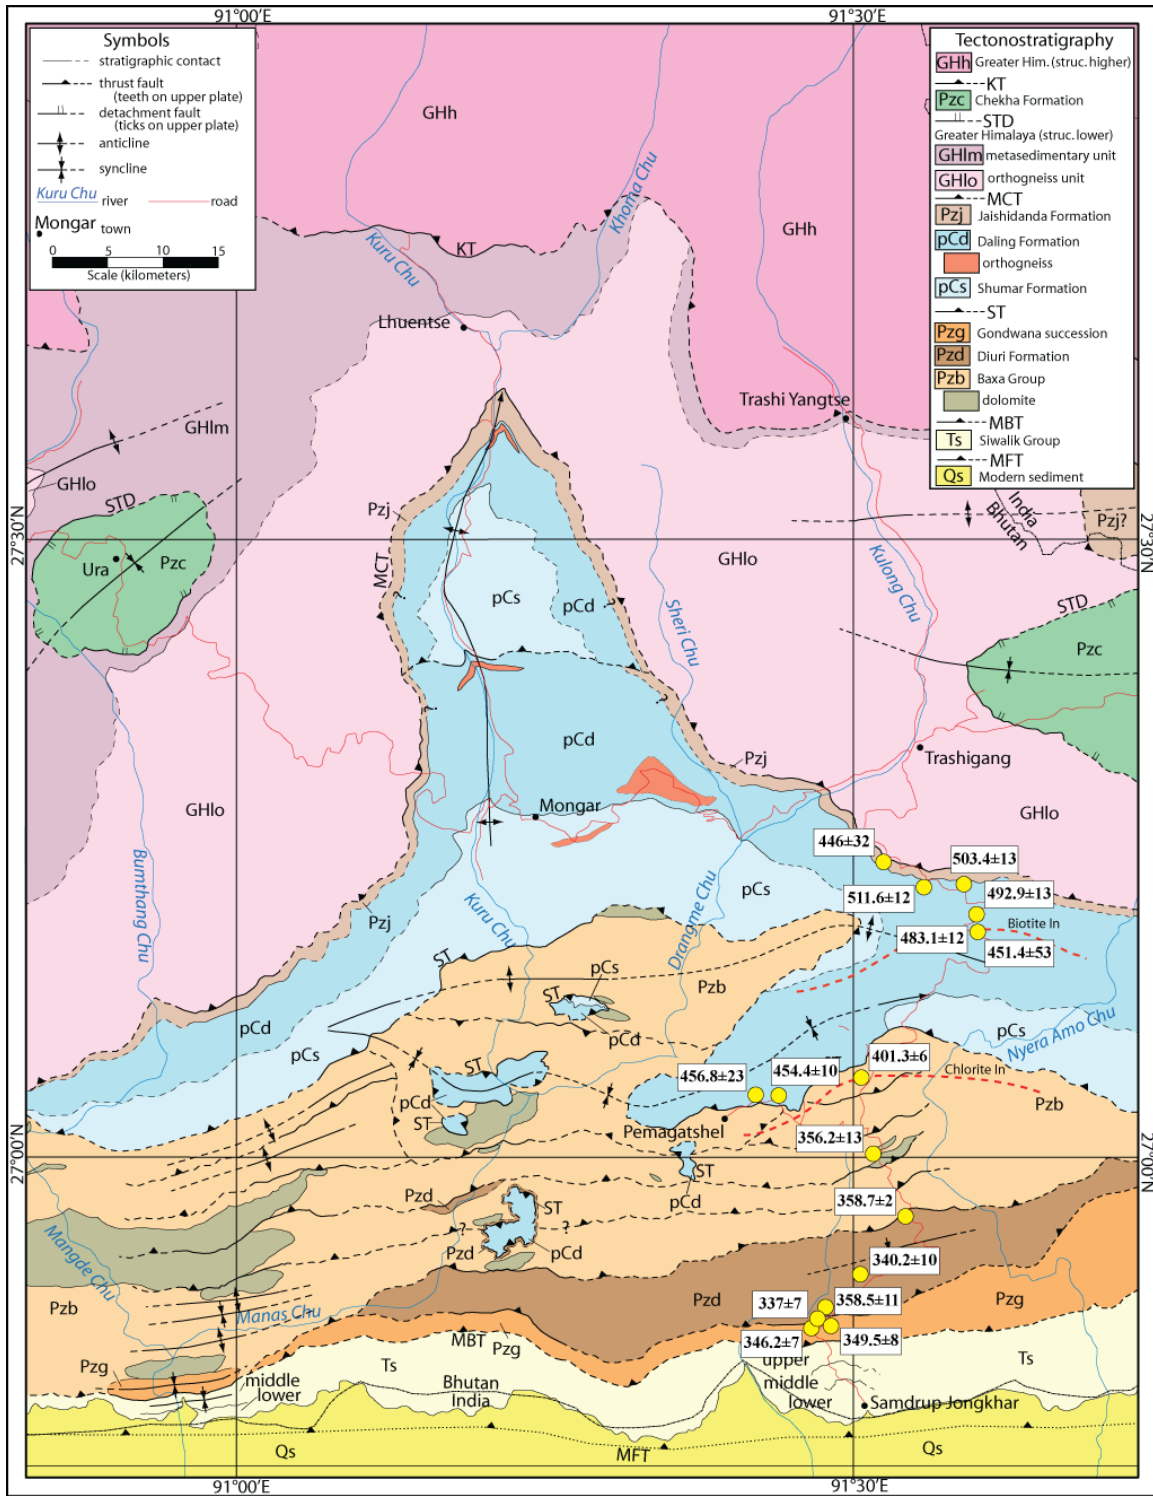 91°00'E
91°30'E
Symbols
stratigraphic contact
thrust fault
(teeth on upper plate)
detachment fault
(ticks on upper plate)
anticline
syncline
Kuru Chu river
road
Mongar town
0 5 10 15
Scale (kilometers)
Tectonostratigraphy
GHh Greater Him. (struc. higher)
KT
Pzc Chekha Formation
STD
Greater Himalaya (struc. lower)
GHlm metasedimentary unit
GHlo orthogneiss unit
MCT
Pzj Jaishidanda Formation
pCd Daling Formation
orthogneiss
pCs Shumar Formation
ST
Pzg Gondwana succession
Pzd Diuri Formation
Pzb Baxa Group
dolomite
MBT
Ts Siwalik Group
MFT
Qs Modern sediment
GHh
Khoma Chu
GHh
Kuru Chu
KT
Lhuentse
Trashi Yangtse
GHlm
GHlo
STD
Pzj
India
Bhutan
Pzj?
27°30'N
27°30'N
GHlo
Kulong Chu
Ura
Pzc
MCT
?
pCs
pCd
?
Sheri Chu
STD
Pzc
?
pCd
Pzj
Trashigang
GHlo
Mongar
GHlo
446±32
503.4±13
Bumthang Chu
pCs
511.6±12
492.9±13
Pzj
Kuru Chu
Drangme Chu
Biotite In
483.1±12
451.4±53
ST
pCs
Pzb
ST
pCd
pCd
pCs
pCs
Nyera Amo Chu
ST
401.3±6
456.8±23
454.4±10
Chlorite In
pCd
ST
Pzb
Pemagatshel
356.2±13
27°00'N
27°00'N
ST
Pzd
pCd
ST
358.7±2
?
?
Pzd
pCd
340.2±10
Mangde Chu
Manas Chu
Pzd
Pzg
337±7
358.5±11
Pzb
MBT
Pzg
346.2±7
349.5±8
Pzg
Ts
upper
Ts
middle
lower
Bhutan
India
middle
lower
Samdrup Jongkhar
Qs
MFT
Qs
91°00'E
91°30'E